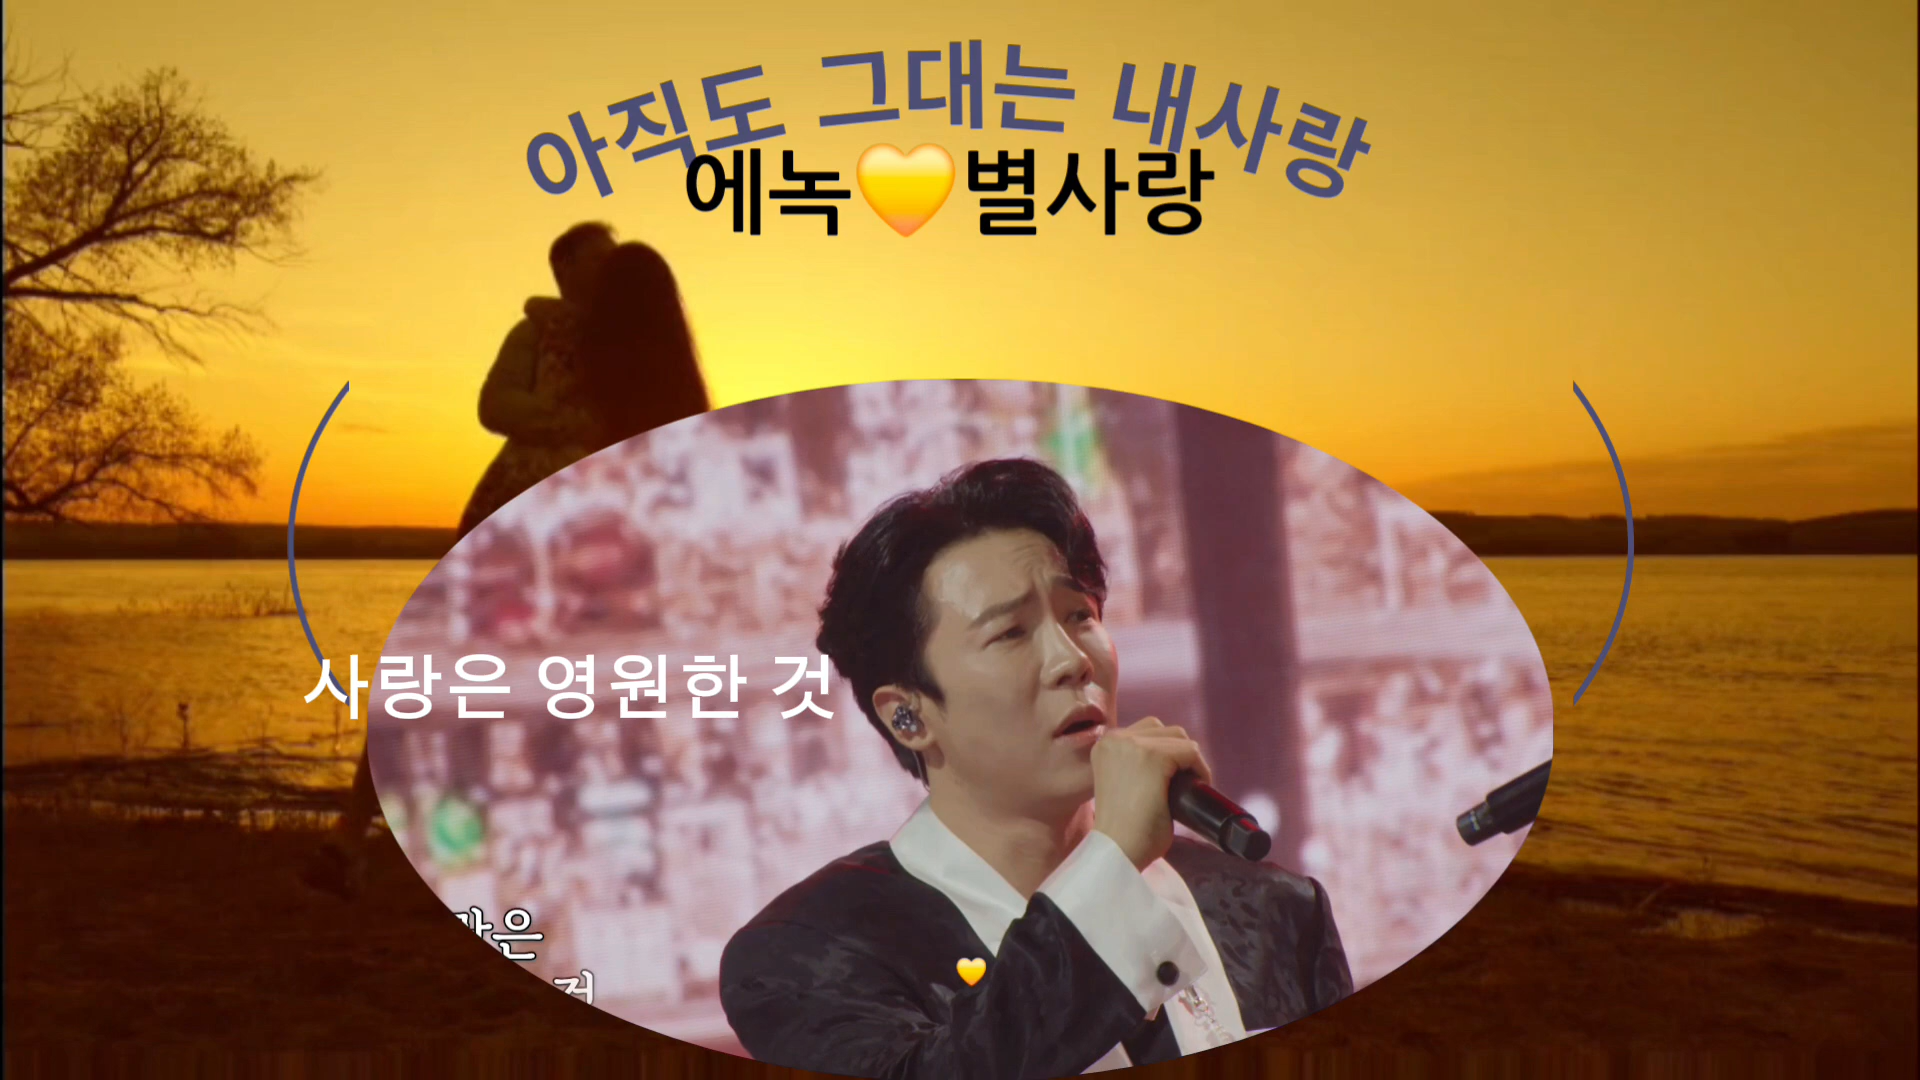 아직도 그대는 내사랑
에녹💛별사랑
사랑은 영원한 것